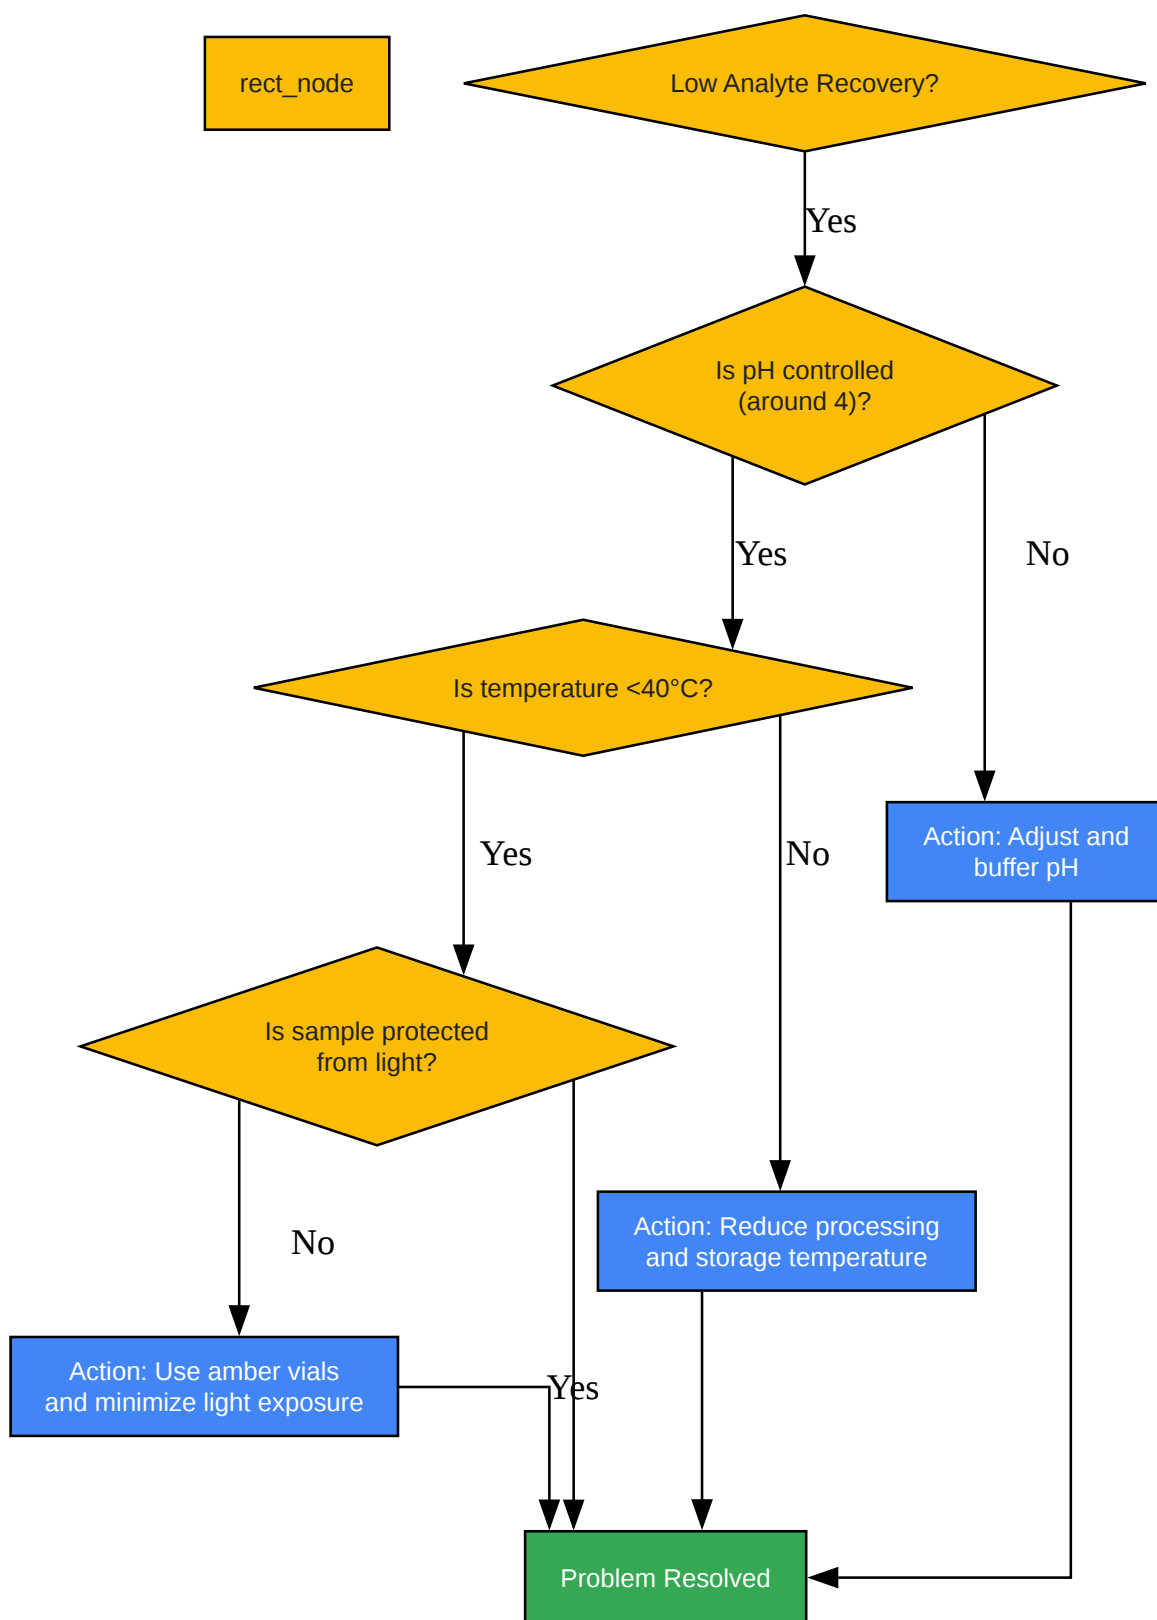 rect_node
Low Analyte Recovery?
Yes
Is pH controlled
(around 4)?
Yes
No
Is temperature <40°C?
Yes
No
Action: Adjust and
buffer pH
Is sample protected
from light?
No
Action: Reduce processing
and storage temperature
Action: Use amber vials
and minimize light exposure
Yes
Problem Resolved